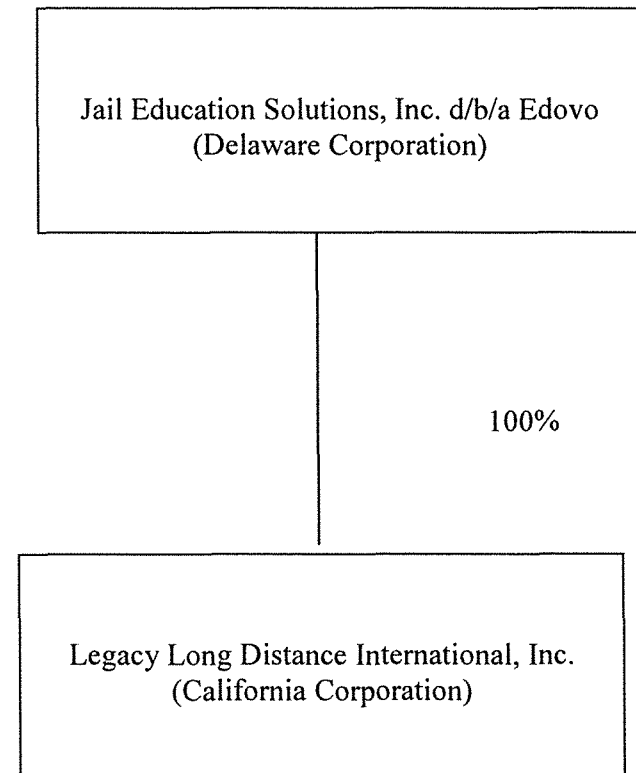 Jail Education Solutions, Inc. d/b/a Edovo
(Delaware Corporation)
100%
Legacy Long Distance International, Inc.
(California Corporation)